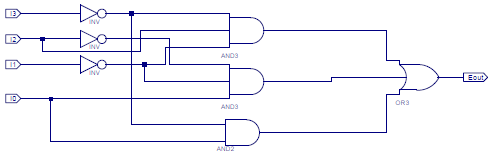 I3
INV
I2
INV
I1
INV
I0
AND3
AND3
AND2
OR3
Eout